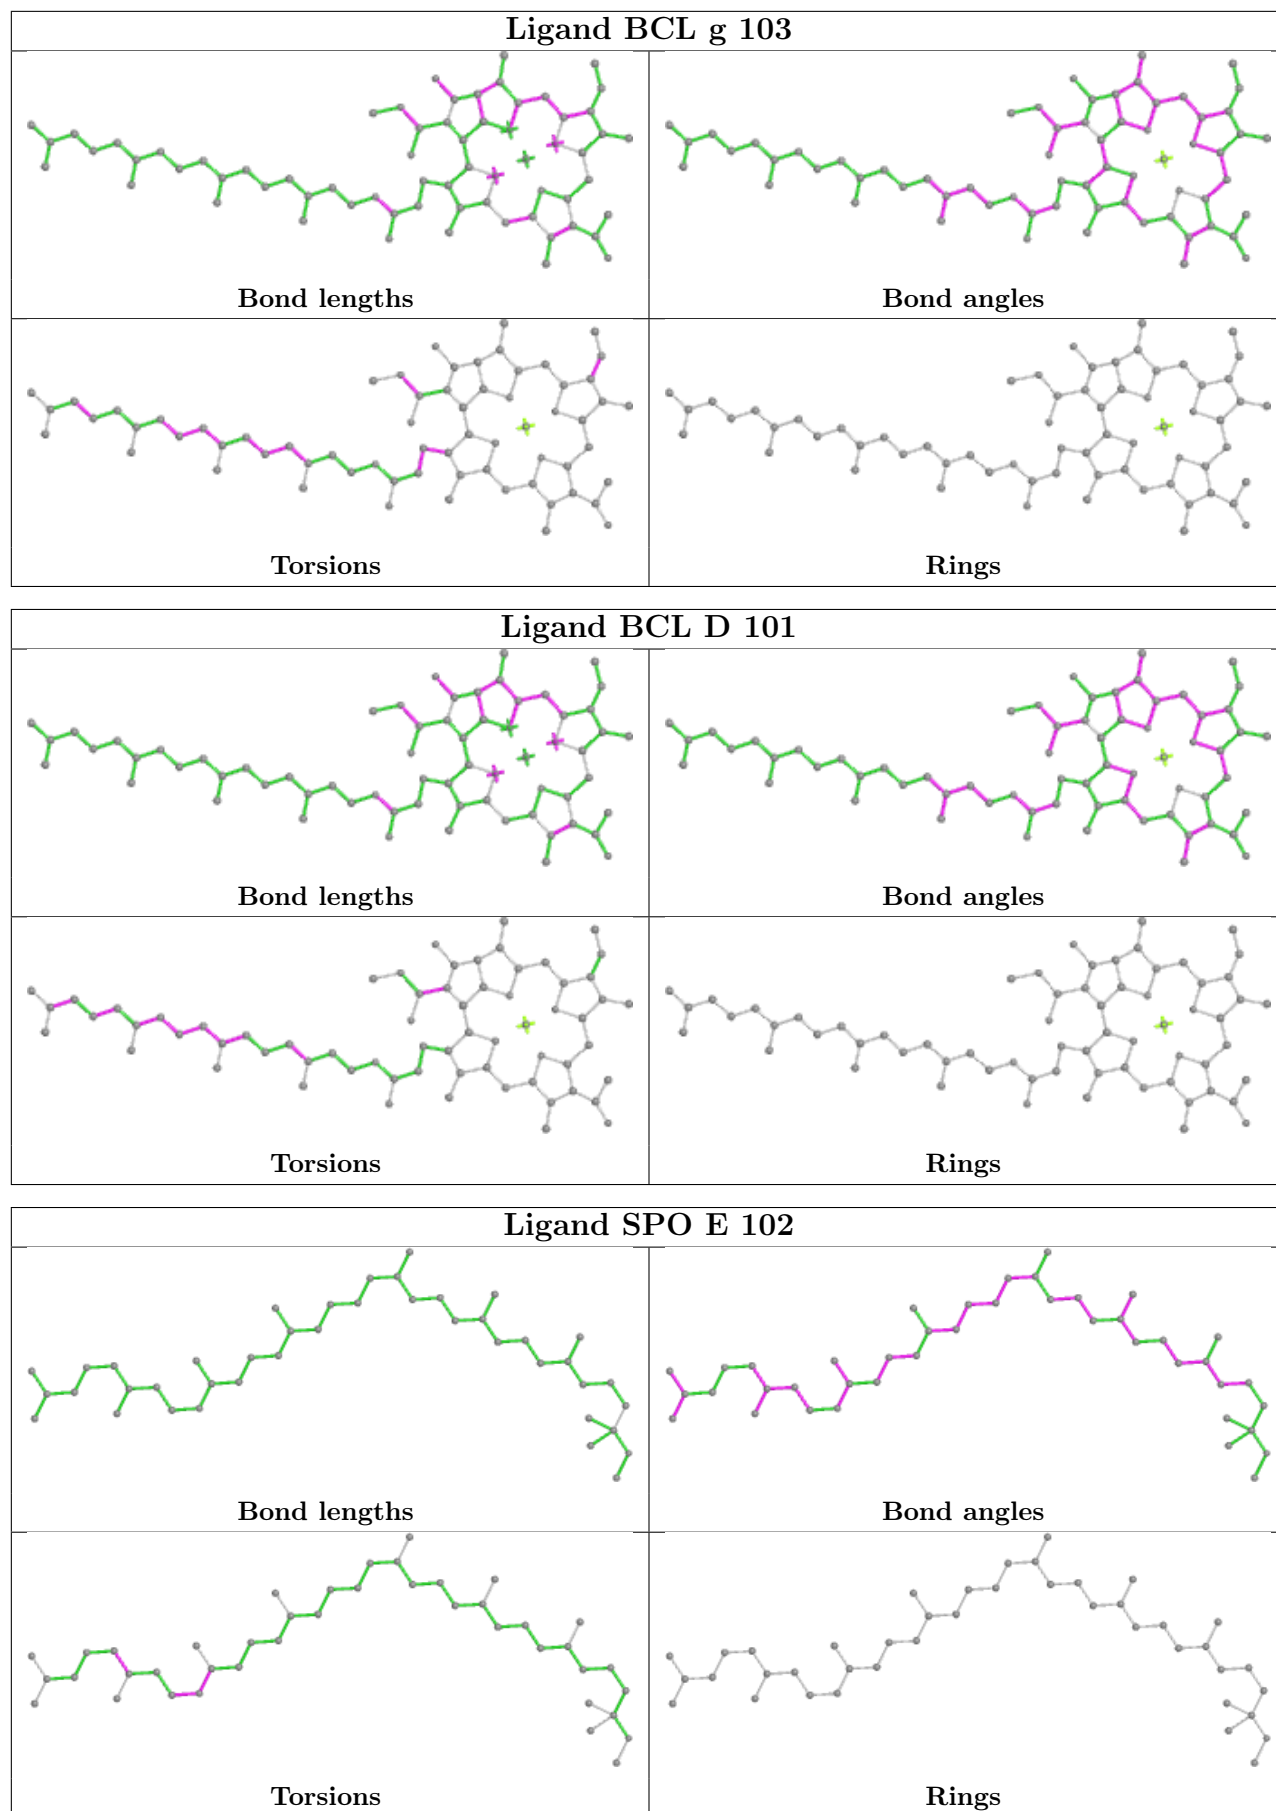 Ligand BCL g 103
Bond lengths
Bond angles
Torsions
Rings
Ligand BCL D 101
Bond lengths
Bond angles
Torsions
Rings
Ligand SPO E 102
Bond lengths
Bond angles
Torsions
Rings